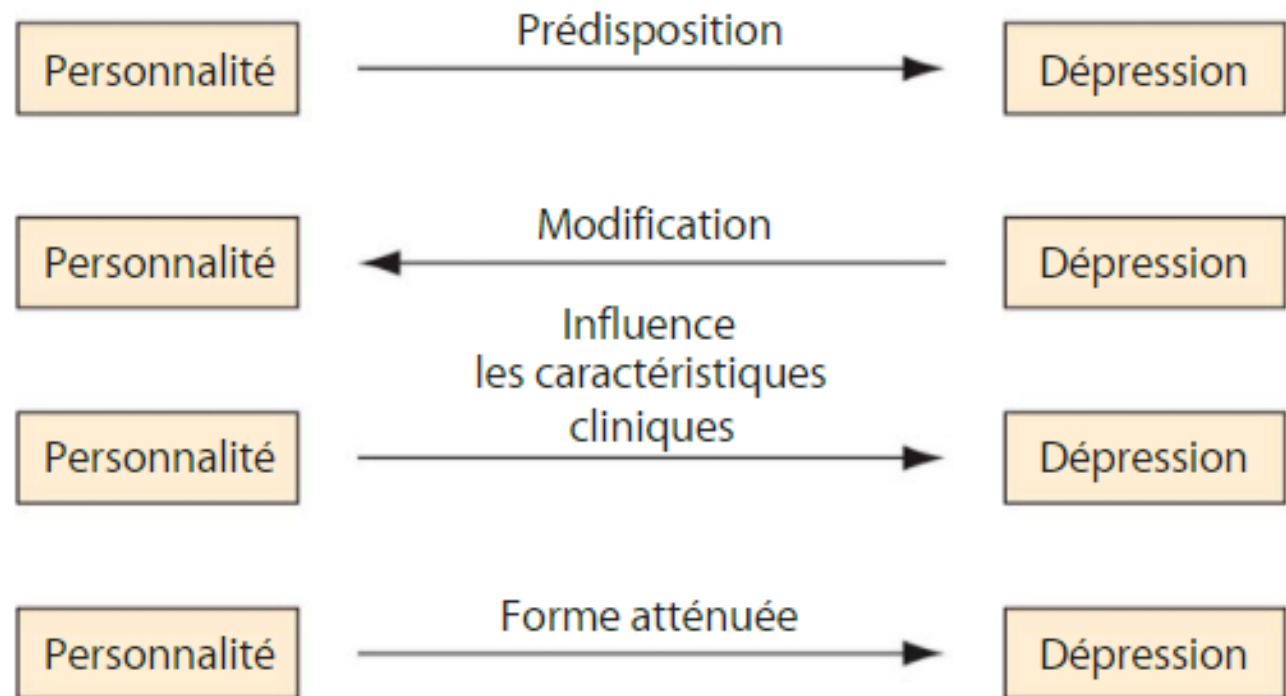 Prédisposition
Personnalité
Dépression
Modification
Personnalité
Dépression
Influence
les caractéristiques
cliniques
Personnalité
Dépression
Forme atténuée
Personnalité
Dépression